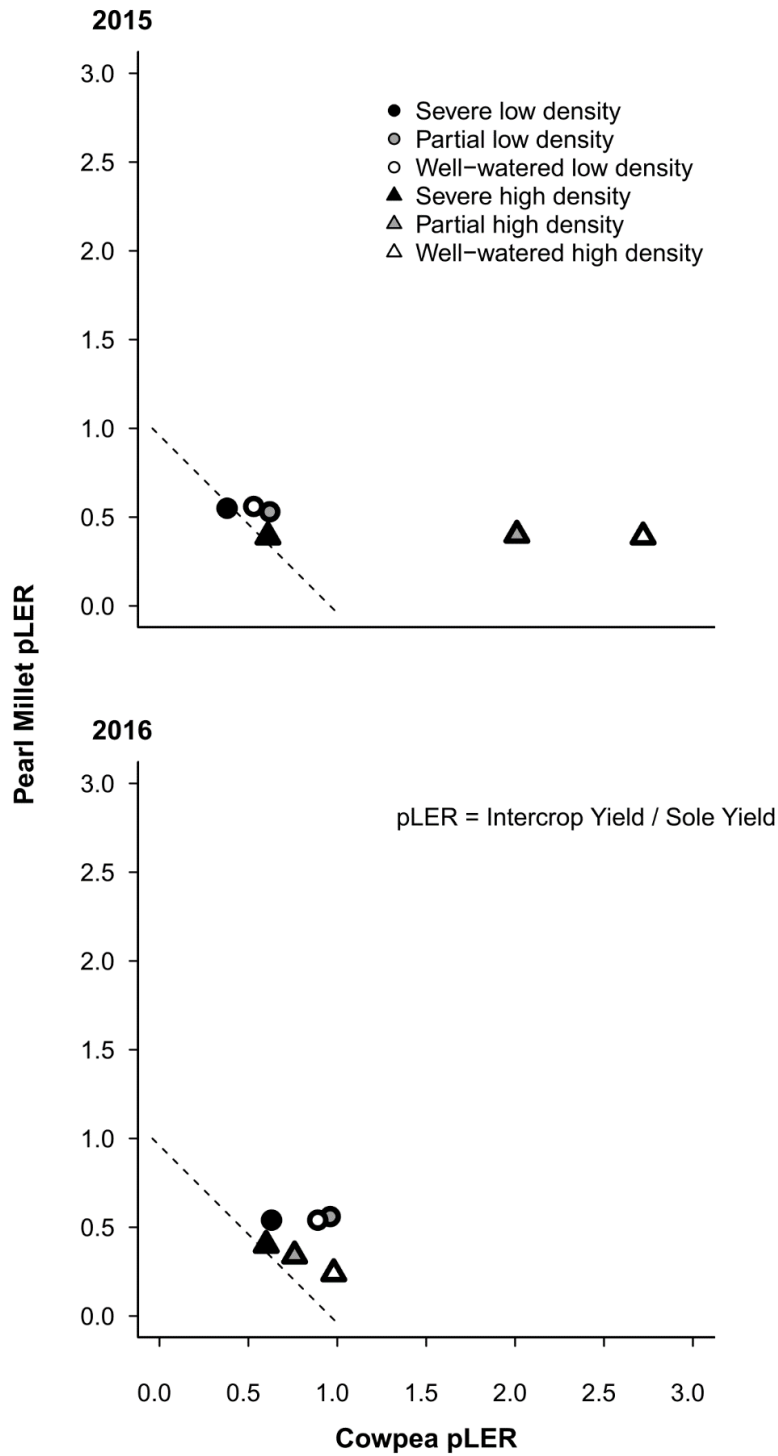 2015
3.0
2.5
2.0
1.5
1.0
0.5
0.0
Severe low density
Partial low density
Well−watered low density
Severe high density
Partial high density
Well−watered high density
Pearl Millet pLER
2016
3.0
2.5
2.0
1.5
1.0
0.5
0.0
pLER = Intercrop Yield / Sole Yield
0.0 0.5 1.0 2.0 2.5 3.0
Cowpea pLER